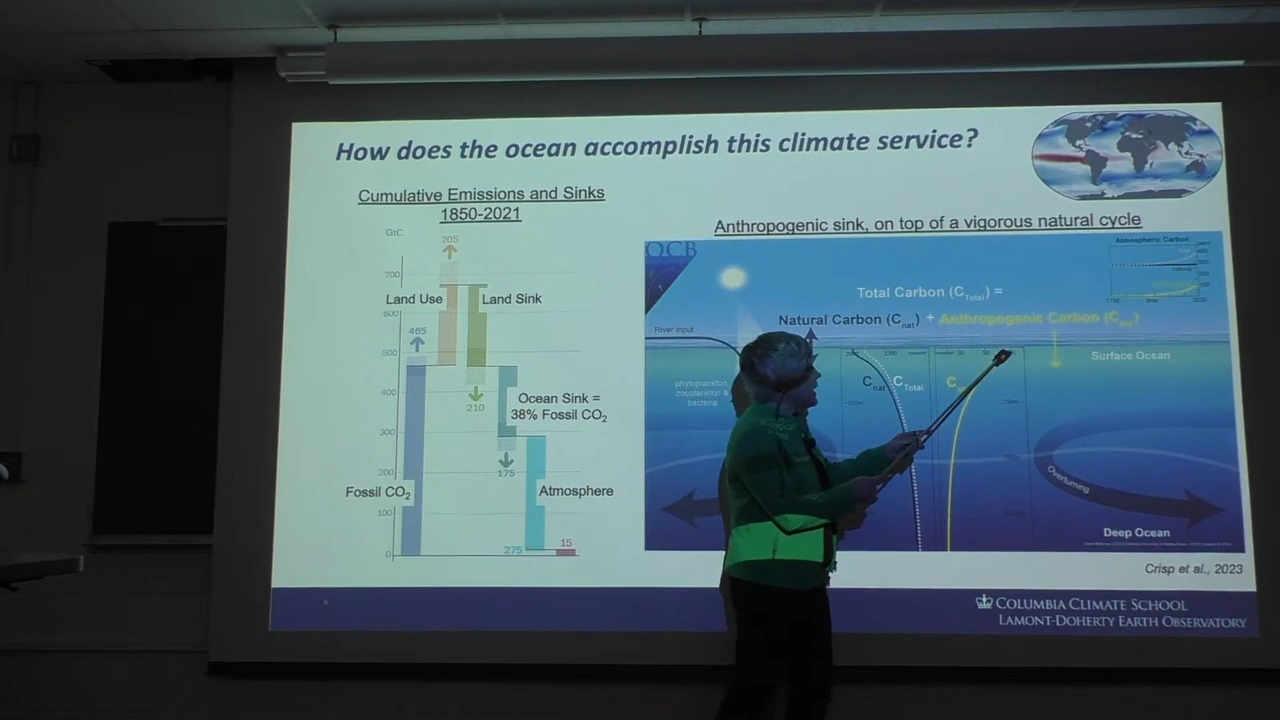 How does the ocean accomplish this climate service?
Cumulative Emissions and Sinks
1850-2021
GtC
205
700
Land Use
Land Sink
600
465
500
400
210
Ocean Sink =
38% Fossil CO2
300
200
175
Fossil CO2
Atmosphere
100
0
275
15
Anthropogenic sink, on top of a vigorous natural cycle
OCB
Atmospheric Carbon
Total Carbon (CTotal) =
Natural Carbon (Cnat) + Anthropogenic Carbon
River input
Surface Ocean
phytoplankton
zooplankton &
bacteria
Cnat
CTotal
Overturning
Deep Ocean
Crisp et al., 2023
COLUMBIA CLIMATE SCHOOL
LAMONT-DOHERTY EARTH OBSERVATORY